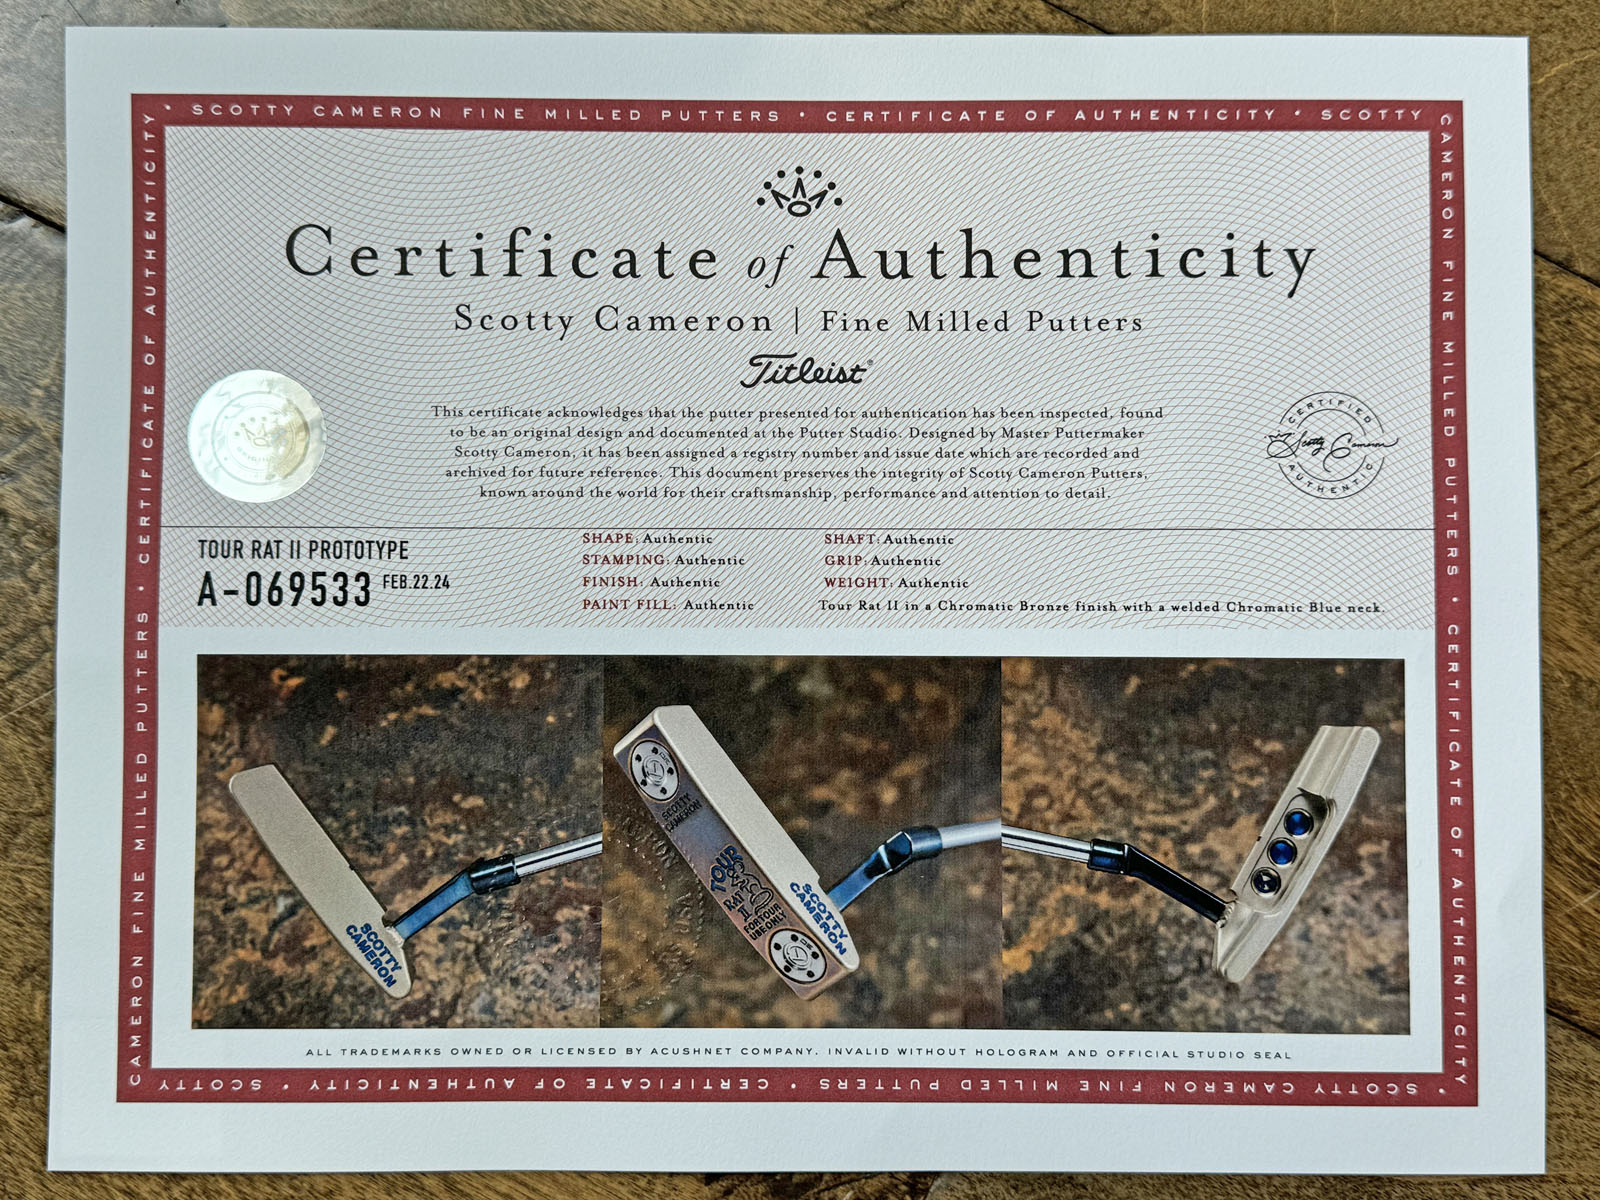 • SCOTTY CAMERON FINE MILLED PUTTERS • CERTIFICATE OF AUTHENTICITY • SCOTTY
CAMERON FINE MILLED PUTTERS • CERTIFICATE OF AUTHENTICITY
• SCOTTY CAMERON FINE MILLED PUTTERS • CERTIFICATE OF AUTHENTICITY • SCOTTY
CAMERON FINE MILLED PUTTERS • CERTIFICATE OF AUTHENTICITY
Certificate of Authenticity
Scotty Cameron | Fine Milled Putters
Titleist®
This certificate acknowledges that the putter presented for authentication has been inspected, found
to be an original design and documented at the Putter Studio. Designed by Master Puttermaker
Scotty Cameron, it has been assigned a registry number and issue date which are recorded and
archived for future reference. This document preserves the integrity of Scotty Cameron Putters,
known around the world for their craftsmanship, performance and attention to detail.
CERTIFIED
Scotty Cameron
AUTHENTIC
TOUR RAT II PROTOTYPE
A-069533 FEB.22.24
SHAPE: Authentic
STAMPING: Authentic
FINISH: Authentic
PAINT FILL: Authentic
SHAFT: Authentic
GRIP: Authentic
WEIGHT: Authentic
Tour Rat II in a Chromatic Bronze finish with a welded Chromatic Blue neck.
SCOTTY
CAMERON
SCOTTY
CAMERON
TOUR
RAT
II
FOR TOUR
USE ONLY
SCOTTY
CAMERON
ALL TRADEMARKS OWNED OR LICENSED BY ACUSHNET COMPANY. INVALID WITHOUT HOLOGRAM AND OFFICIAL STUDIO SEAL